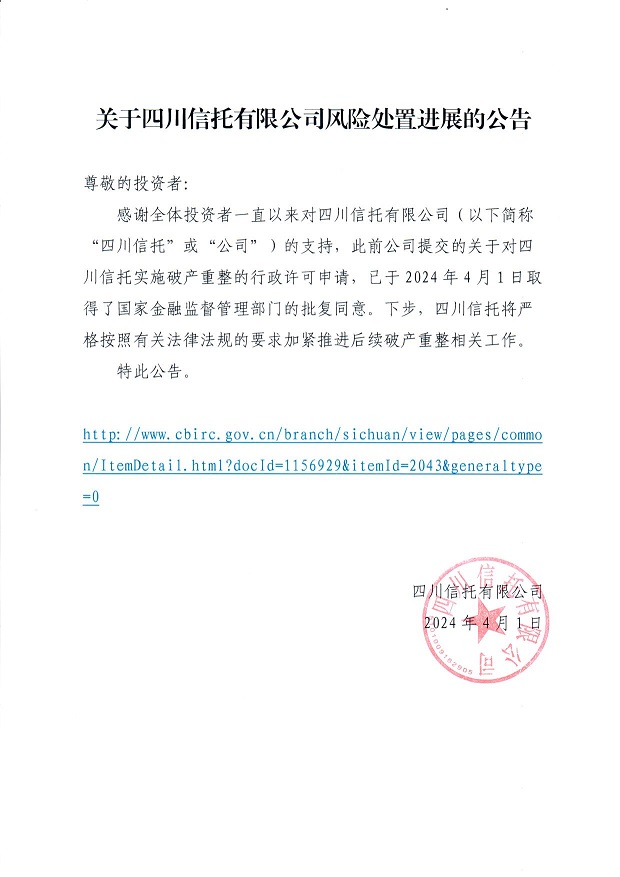 关于四川信托有限公司风险处置进展的公告
尊敬的投资者：
感谢全体投资者一直以来对四川信托有限公司（以下简称
“四川信托”或“公司”）的支持，此前公司提交的关于对四
川信托实施破产重整的行政许可申请，已于 2024 年 4 月 1 日取
得了国家金融监督管理部门的批复同意。下步，四川信托将严
格按照有关法律法规的要求加紧推进后续破产重整相关工作。
特此公告。
http://www.cbirc.gov.cn/branch/sichuan/view/pages/commo
n/ItemDetail.html?docId=1156929&itemId=2043&generaltype
=0
四川信托有限公司
2024 年 4 月 1 日
四川信托有限公司